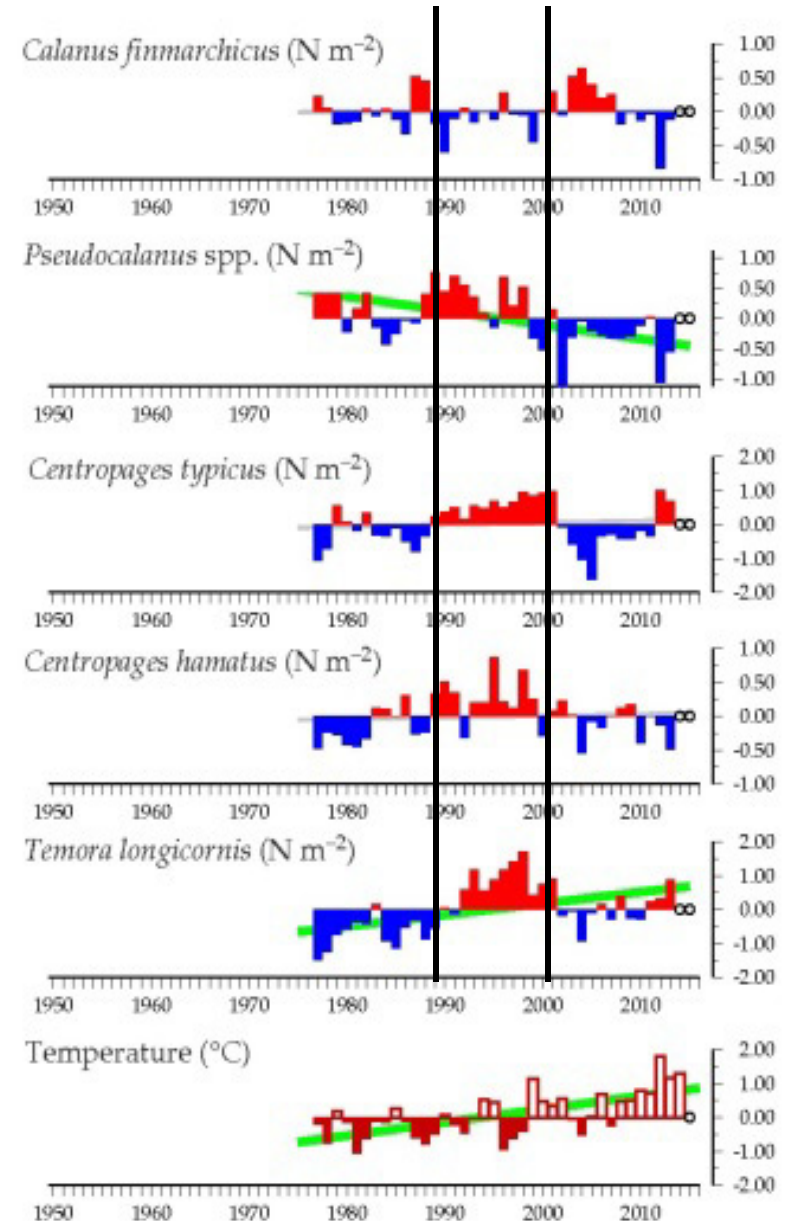 Calanus finmarchicus (N m⁻²)
1.00
0.50
0.00
-0.50
-1.00
1950 1960 1970 1980 1990 2000 2010
Pseudocalanus spp. (N m⁻²)
1.00
0.50
0.00
-0.50
-1.00
1950 1960 1970 1980 1990 2000 2010
Centropages typicus (N m⁻²)
2.00
1.00
0.00
-1.00
-2.00
1950 1960 1970 1980 1990 2000 2010
Centropages hamatus (N m⁻²)
1.00
0.50
0.00
-0.50
-1.00
1950 1960 1970 1980 1990 2000 2010
Temora longicornis (N m⁻²)
2.00
1.00
0.00
-1.00
-2.00
1950 1960 1970 1980 1990 2000 2010
Temperature (°C)
2.00
1.00
0.00
-1.00
-2.00
1950 1960 1970 1980 1990 2000 2010